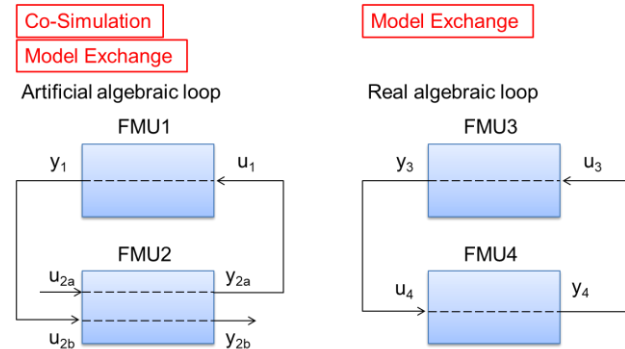 Co-Simulation
Model Exchange
Model Exchange
Artificial algebraic loop
Real algebraic loop
FMU1
FMU3
y1
u1
y3
u3
FMU2
FMU4
u2a
y2a
u4
y4
u2b
y2b